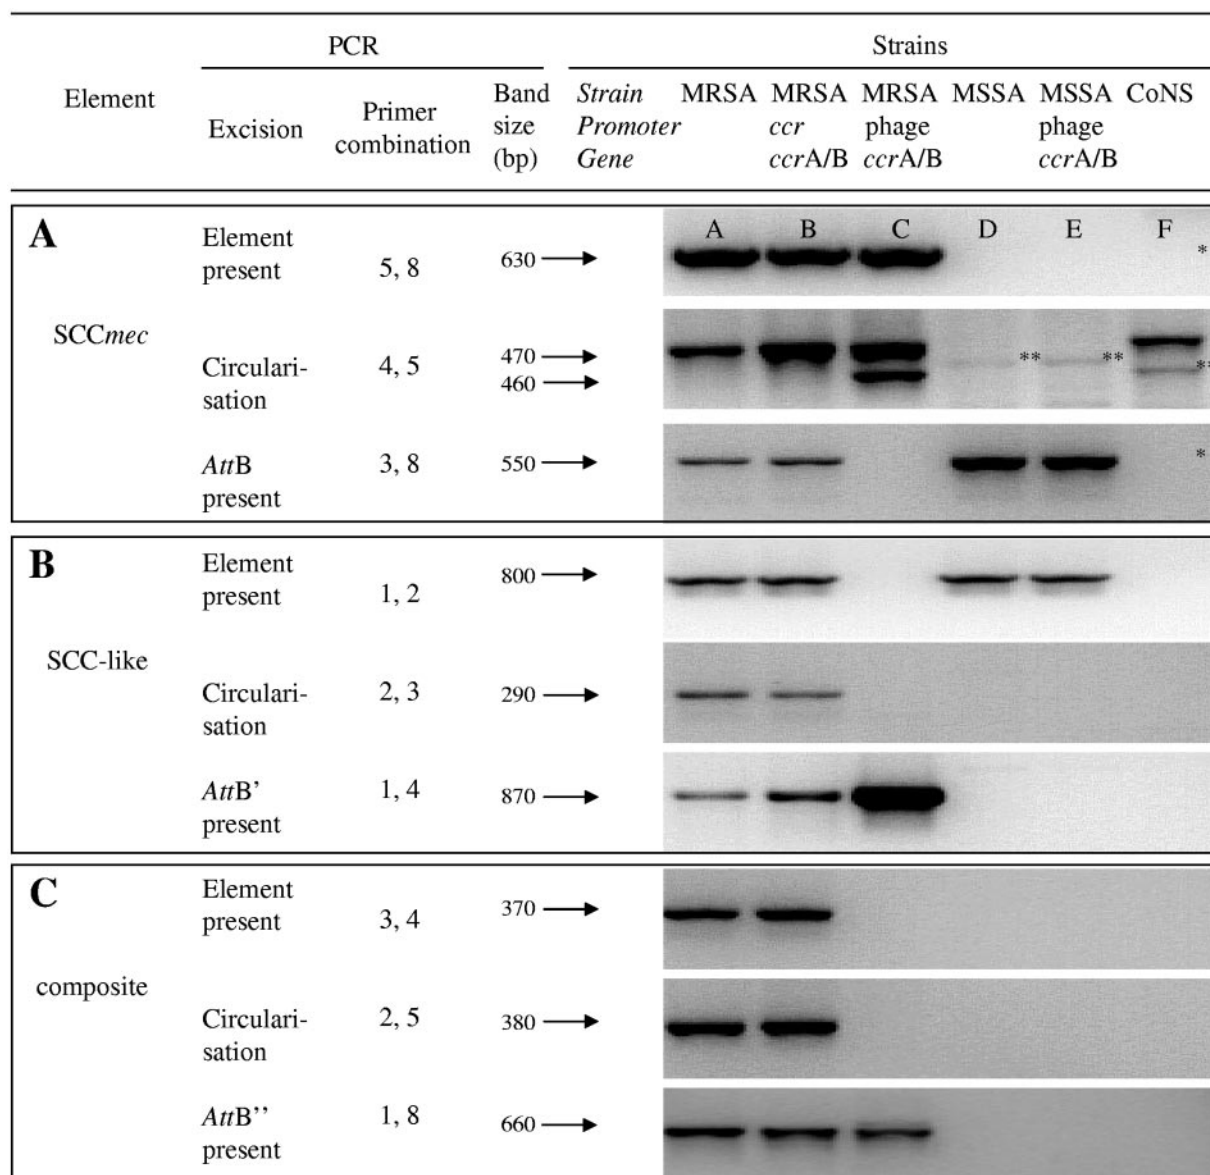 PCR Strains
Element Excision Primer combination Band size (bp) Strain Promoter Gene MRSA MRSA ccr ccrA/B MRSA phage ccrA/B MSSA MSSA phage ccrA/B CoNS
A Element present 5, 8 630 A B C D E F *
SCCmec Circulari-sation 4, 5 470 460 ** ** **
AttB present 3, 8 550 *
B Element present 1, 2 800
SCC-like Circulari-sation 2, 3 290
AttB’ present 1, 4 870
C Element present 3, 4 370
composite Circulari-sation 2, 5 380
AttB’’ present 1, 8 660